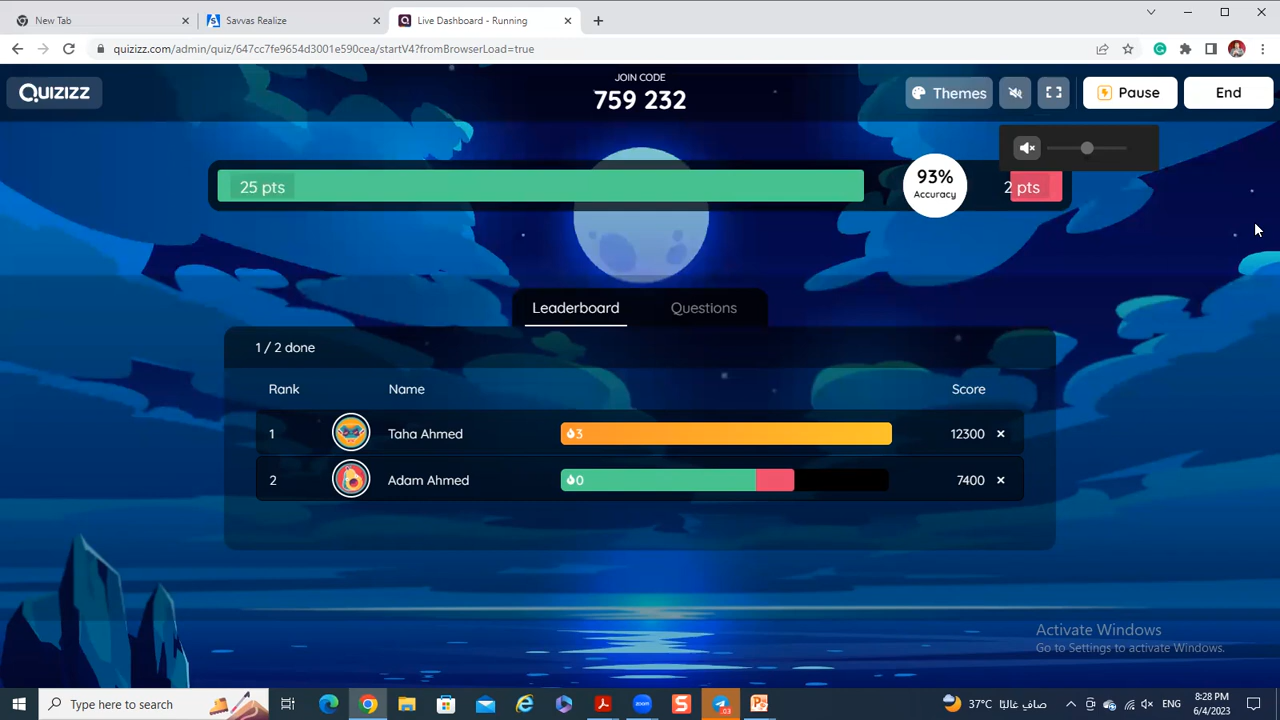 New Tab
Savvas Realize
Live Dashboard - Running
quizizz.com/admin/quiz/647cc7fe9654d3001e590cea/startV4?fromBrowserLoad=true
QUIZIZZ
JOIN CODE
759 232
Themes
Pause
End
25 pts
93%
Accuracy
2 pts
Leaderboard
Questions
1 / 2 done
Rank
Name
Score
1
Taha Ahmed
3
12300
2
Adam Ahmed
0
7400
Activate Windows
Go to Settings to activate Windows.
Type here to search
zoom
37°C
صافٍ غالبًا
ENG
8:28 PM
6/4/2023